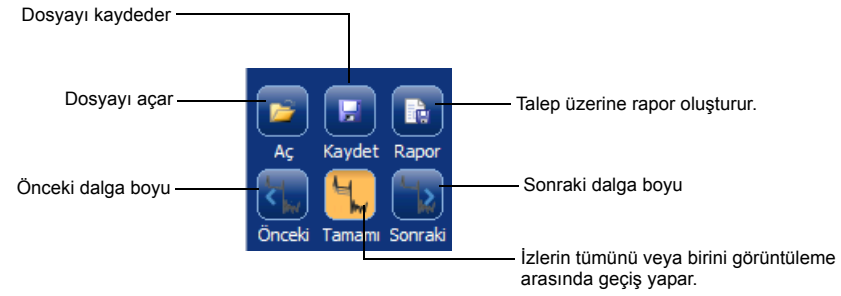 Dosyayı kaydeder
Dosyayı açar
Talep üzerine rapor oluşturur.
Aç Kaydet Rapor
Önceki dalga boyu
Sonraki dalga boyu
Önceki Tamamı Sonraki
İzlerin tümünü veya birini görüntüleme
arasında geçiş yapar.